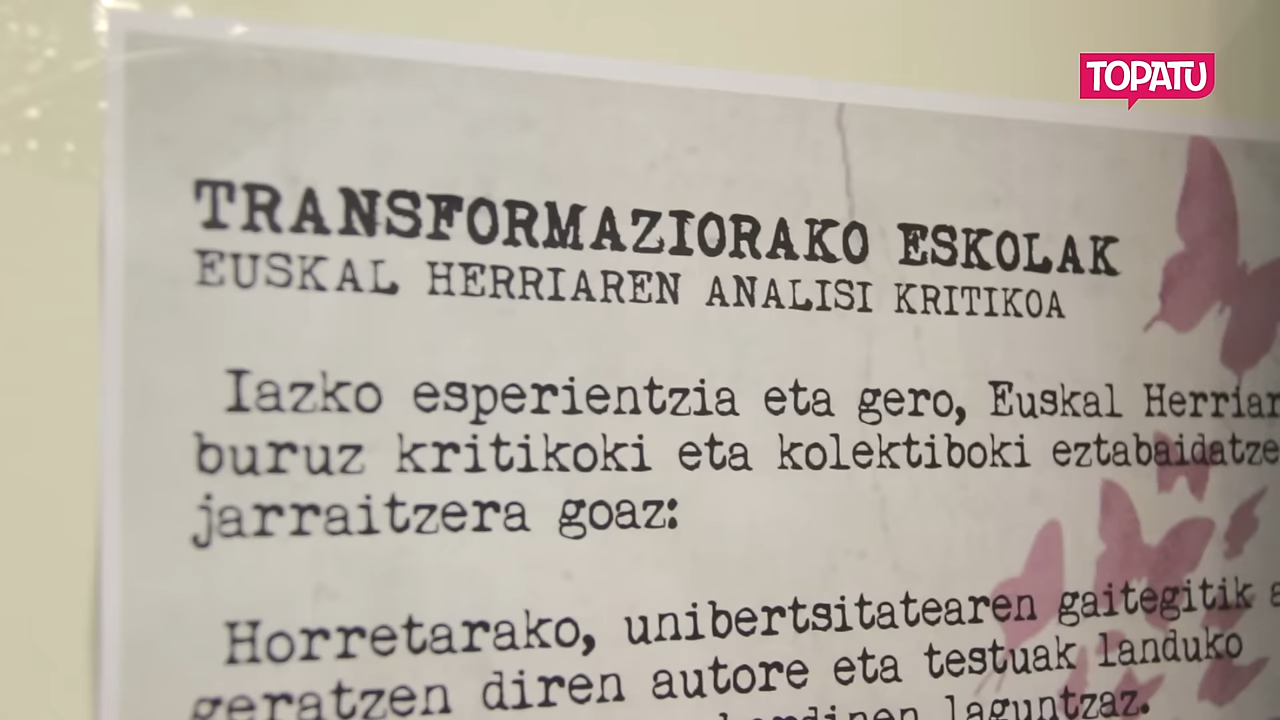 TOPATU
TRANSFORMAZIORAKO ESKOLAK
EUSKAL HERRIAREN ANALISI KRITIKOA
Iazko esperientzia eta gero, Euskal Herriar
buruz kritikoki eta kolektiboki eztabaidatze
jarraitzera goaz:
Horretarako, unibertsitatearen gaitegitik a
geratzen diren autore eta testuak landuko
laguntzaz.